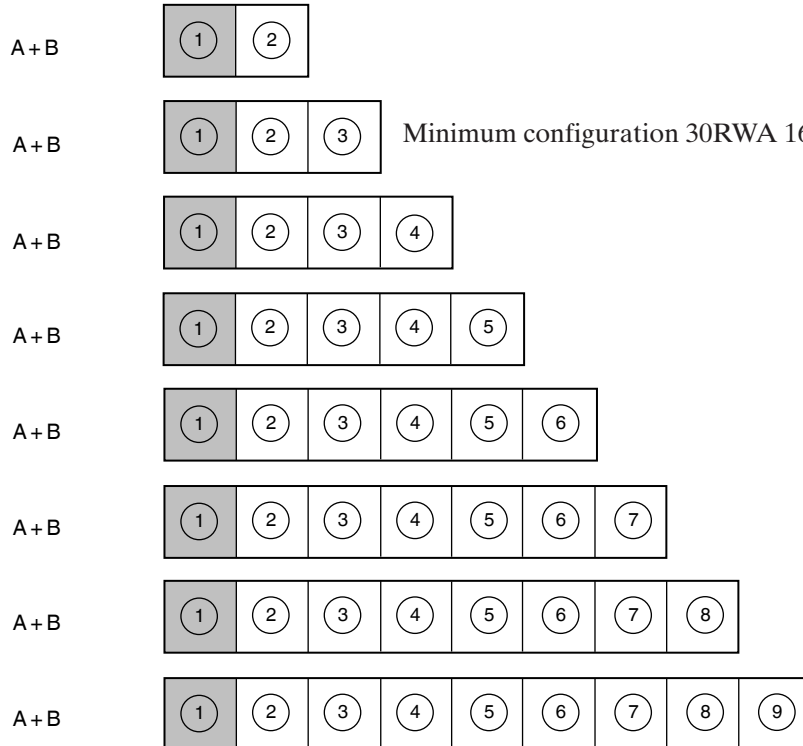 A + B ① ②
A + B ① ② ③ Minimum configuration 30RWA 16
A + B ① ② ③ ④
A + B ① ② ③ ④ ⑤
A + B ① ② ③ ④ ⑤ ⑥
A + B ① ② ③ ④ ⑤ ⑥ ⑦
A + B ① ② ③ ④ ⑤ ⑥ ⑦ ⑧
A + B ① ② ③ ④ ⑤ ⑥ ⑦ ⑧ ⑨